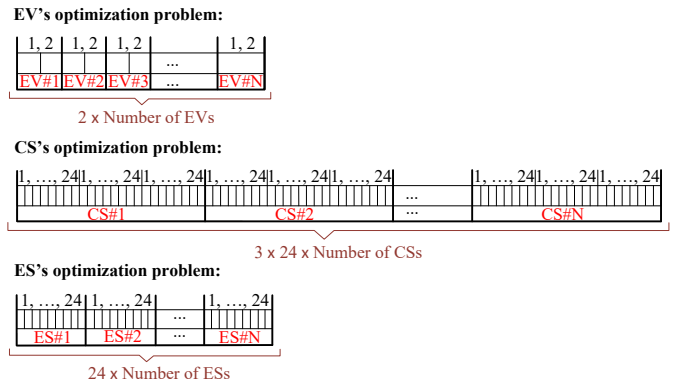 EV's optimization problem:
1, 2 1, 2 1, 2 1, 2
...
EV#1 EV#2 EV#3 ... EV#N
2 x Number of EVs
CS's optimization problem:
1, ..., 24 1, ..., 24 1, ..., 24 1, ..., 24 1, ..., 24 1, ..., 24 1, ..., 24 1, ..., 24 1, ..., 24
...
CS#1 CS#2 ... CS#N
3 x 24 x Number of CSs
ES's optimization problem:
1, ..., 24 1, ..., 24 1, ..., 24
...
ES#1 ES#2 ... ES#N
24 x Number of ESs